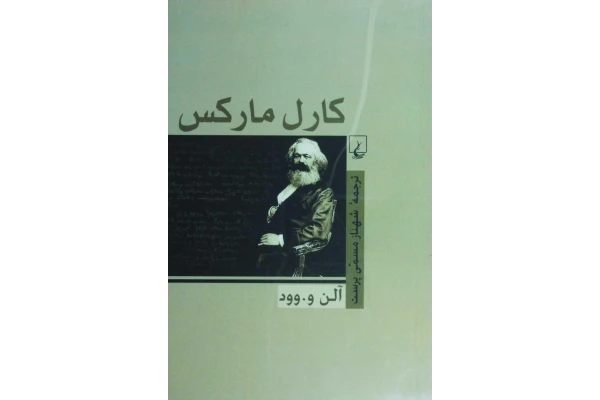 کارل مارکس
ترجمهٔ شهناز مسمی پرست
آلن و.وود